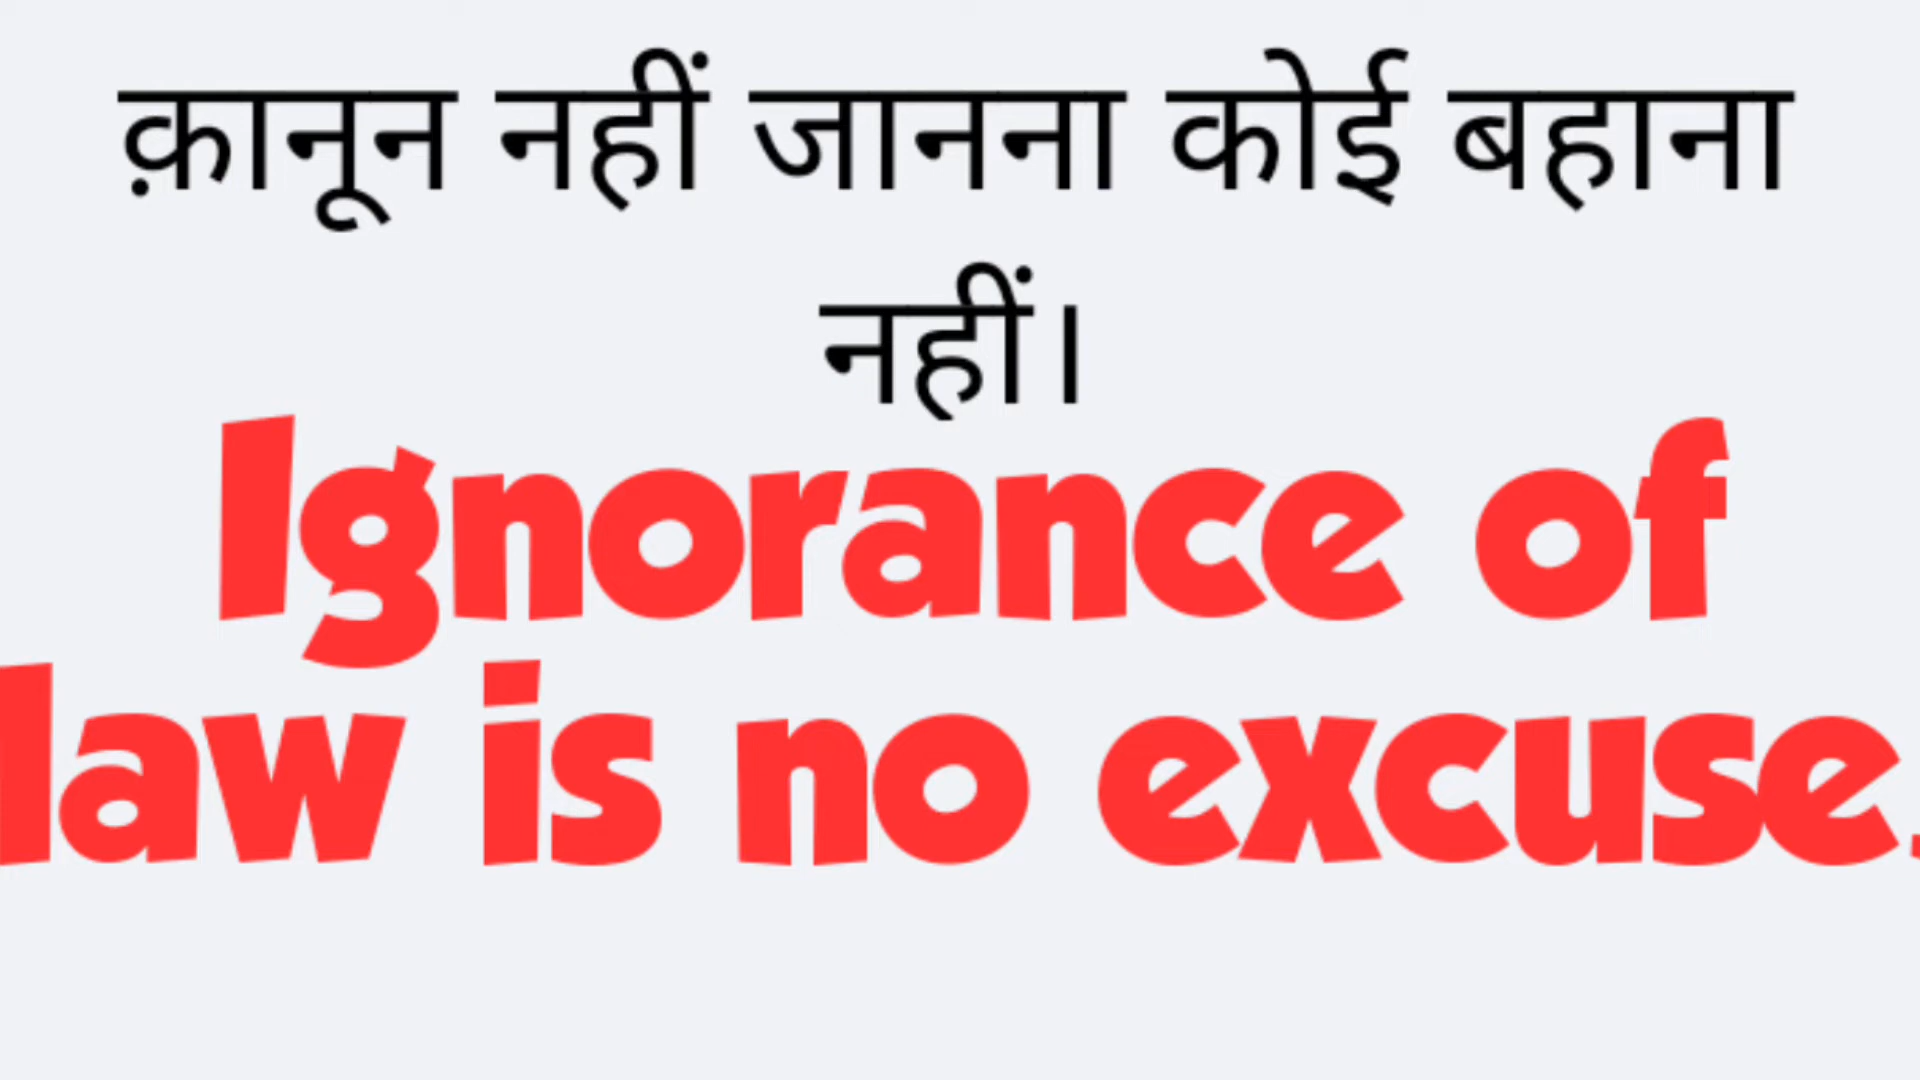 क़ानून नहीं जानना कोई बहाना
नहीं।
Ignorance of
law is no excuse.